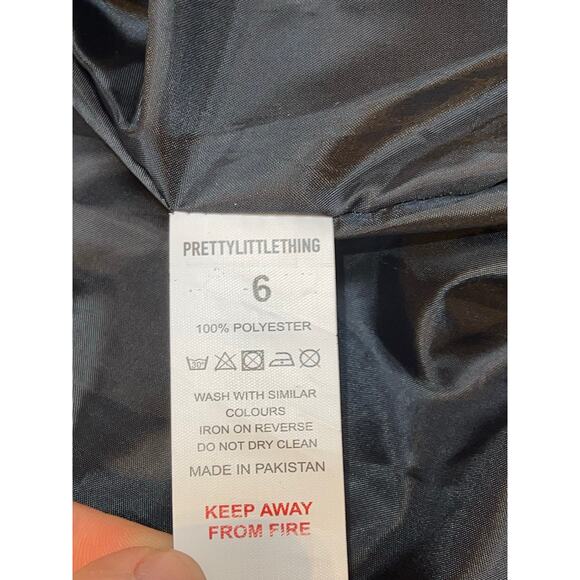 PRETTYLITTLETHING
6
100% POLYESTER
30°
WASH WITH SIMILAR
COLOURS
IRON ON REVERSE
DO NOT DRY CLEAN
MADE IN PAKISTAN
KEEP AWAY
FROM FIRE